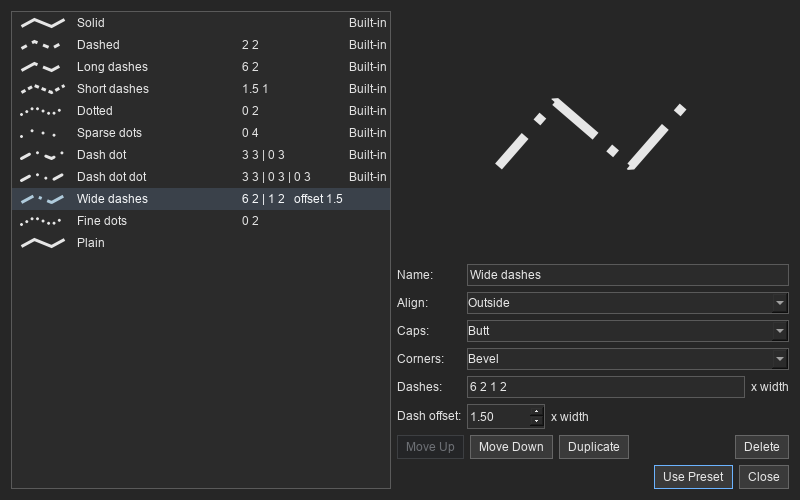 Solid Built-in
Dashed 2 2 Built-in
Long dashes 6 2 Built-in
Short dashes 1.5 1 Built-in
Dotted 0 2 Built-in
Sparse dots 0 4 Built-in
Dash dot 3 3 | 0 3 Built-in
Dash dot dot 3 3 | 0 3 | 0 3 Built-in
Wide dashes 6 2 | 1 2 offset 1.5
Fine dots 0 2
Plain
Name: Wide dashes
Align: Outside
Caps: Butt
Corners: Bevel
Dashes: 6 2 1 2 x width
Dash offset: 1.50 x width
Move Up Move Down Duplicate Delete
Use Preset Close